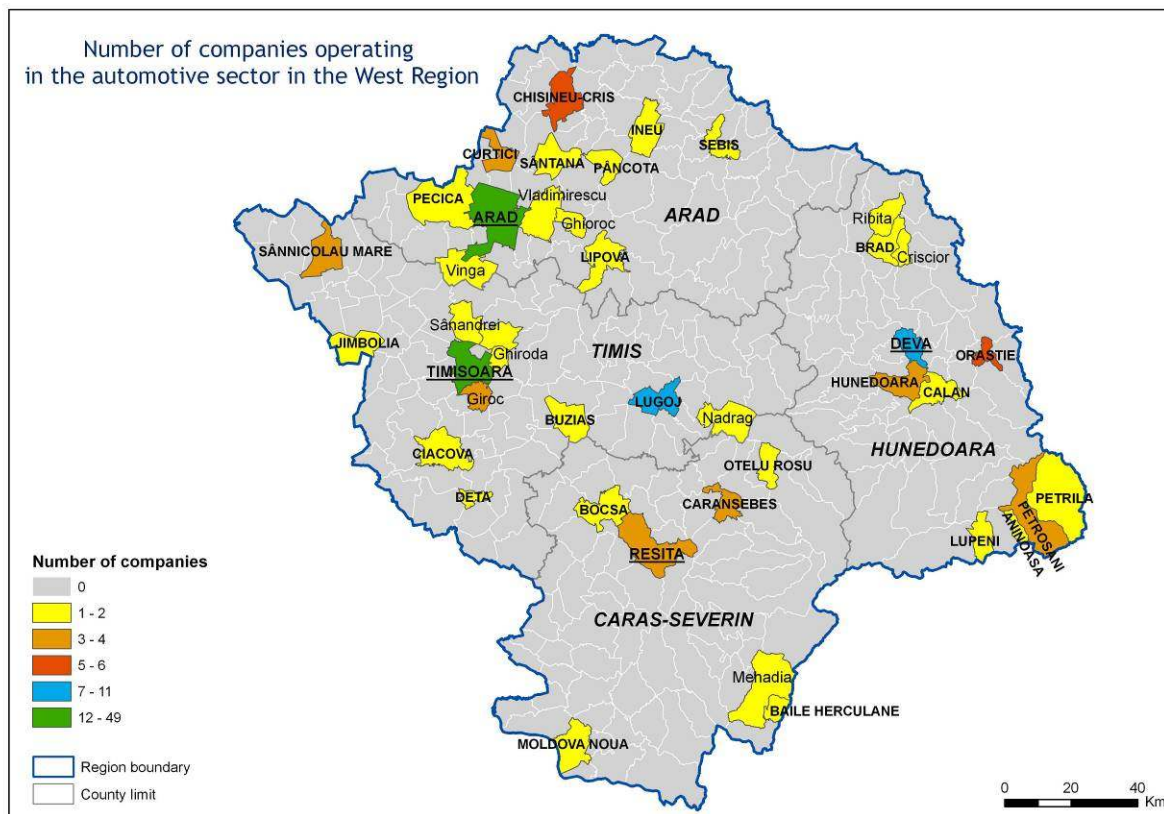 Number of companies operating
in the automotive sector in the West Region
CHISINEU-CRIS
INEU
SEBIS
CURTICI
SÂNTANA
PÂNCOTA
PECICA
Vladimirescu
ARAD
ARAD
Ghioroc
Ribita
BRAD
Criscior
SÂNNICOLAU MARE
LIPOVA
Vinga
Sânandrei
JIMBOLIA
Ghiroda
TIMIS
DEVA
ORASTIE
TIMISOARA
HUNEDOARA
CALAN
Giroc
LUGOJ
BUZIAS
Nadrag
HUNEDOARA
CIACOVA
OTELU ROSU
DETA
BOCSA
CARANSEBES
PETRILA
PETROSANI
ANINOASA
LUPENI
RESITA
CARAS-SEVERIN
Mehadia
BAILE HERCULANE
MOLDOVA NOUA
Number of companies
0
1 - 2
3 - 4
5 - 6
7 - 11
12 - 49
Region boundary
County limit
0 20 40
Km